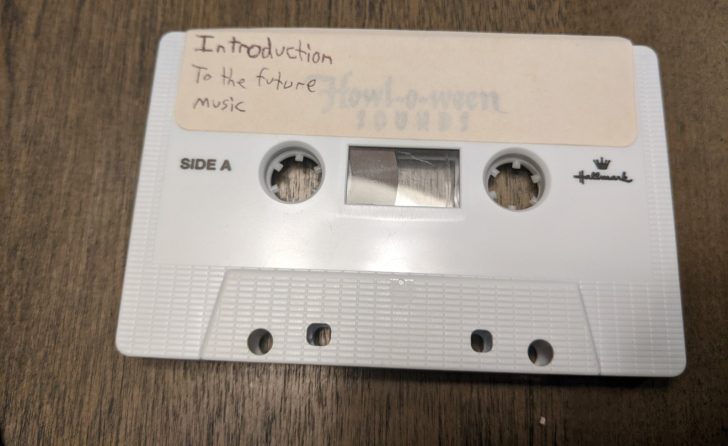 Introduction
To the future
music
Howl-o-ween
SOUNDS
SIDE A
Hallmark